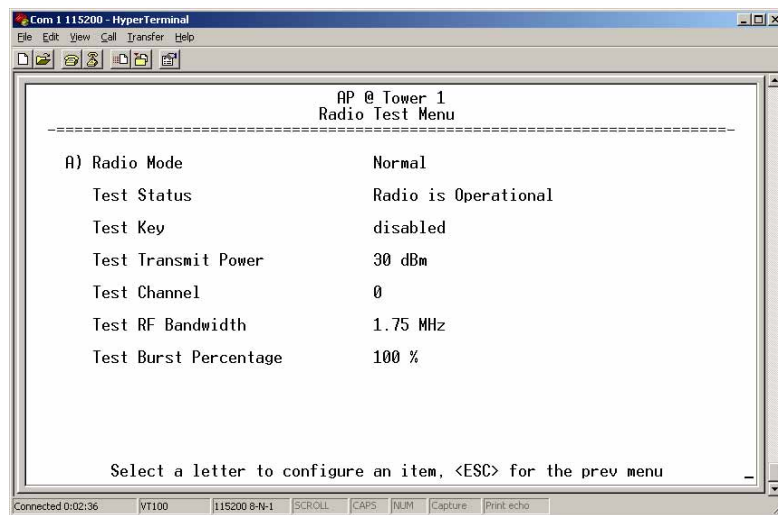 Com 1 115200 - HyperTerminal
File Edit View Call Transfer Help
AP @ Tower 1
Radio Test Menu
-==========================================================================-
A) Radio Mode Normal
Test Status Radio is Operational
Test Key disabled
Test Transmit Power 30 dBm
Test Channel 0
Test RF Bandwidth 1.75 MHz
Test Burst Percentage 100 %
Select a letter to configure an item, <ESC> for the prev menu _
Connected 0:02:36 VT100 115200 8-N-1 SCROLL CAPS NUM Capture Print echo